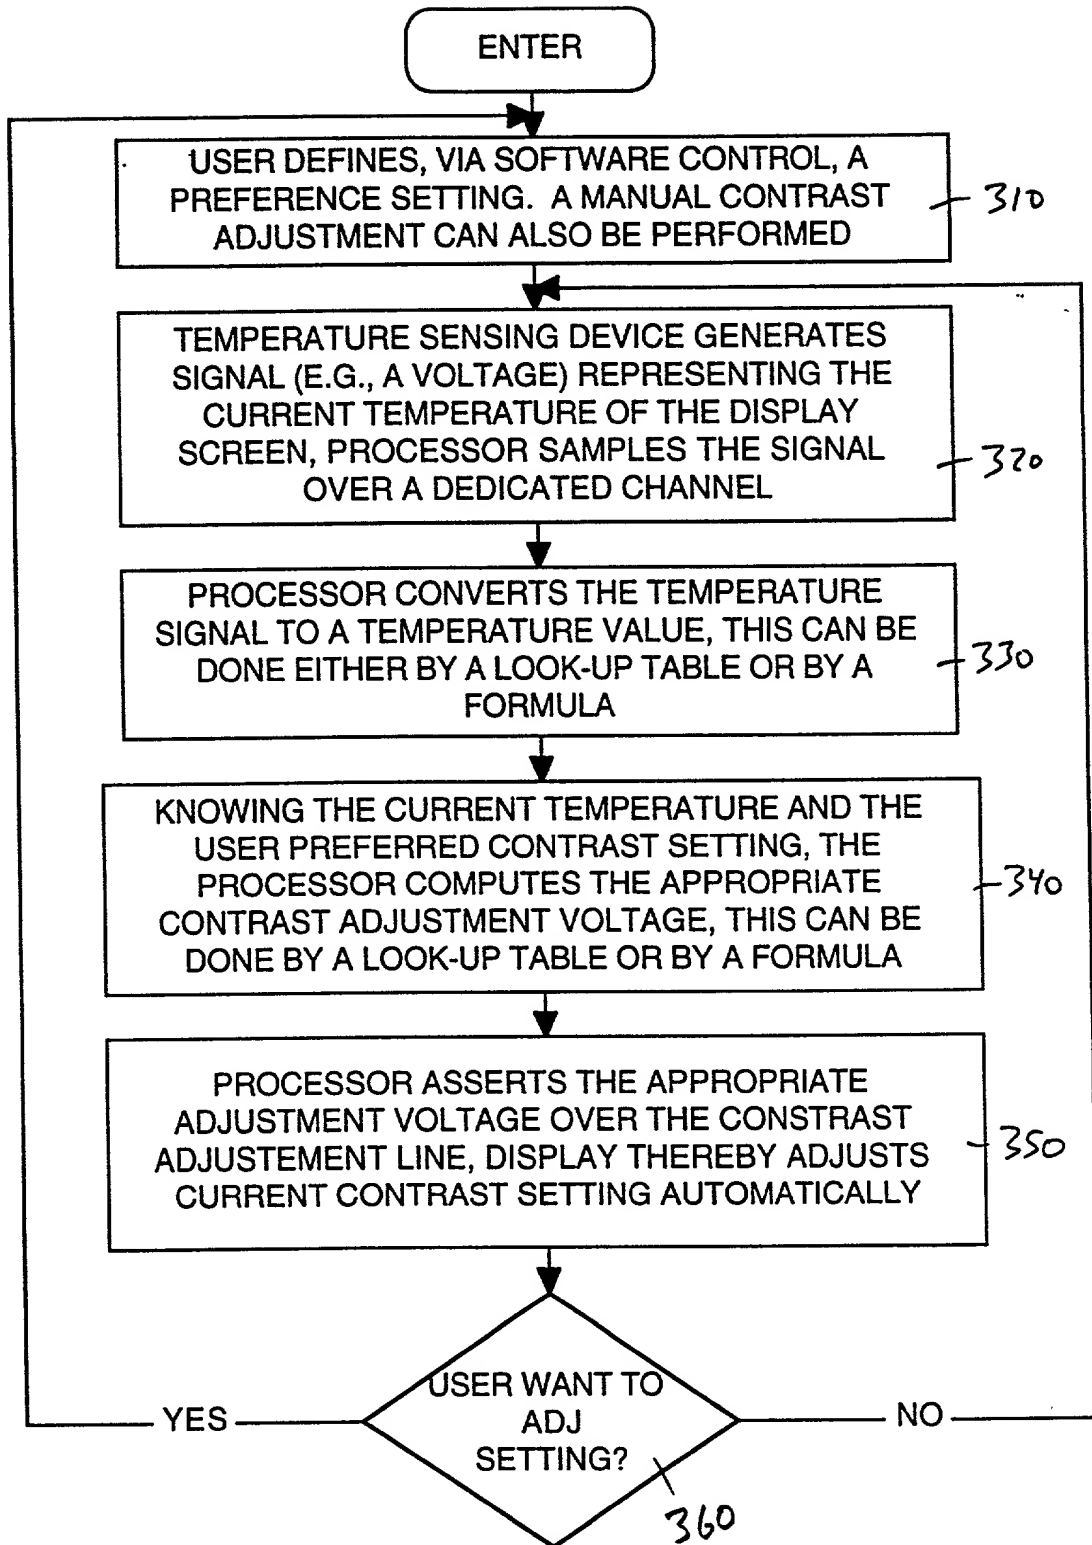 ENTER
USER DEFINES, VIA SOFTWARE CONTROL, A
PREFERENCE SETTING. A MANUAL CONTRAST
ADJUSTMENT CAN ALSO BE PERFORMED
310
TEMPERATURE SENSING DEVICE GENERATES
SIGNAL (E.G., A VOLTAGE) REPRESENTING THE
CURRENT TEMPERATURE OF THE DISPLAY
SCREEN, PROCESSOR SAMPLES THE SIGNAL
OVER A DEDICATED CHANNEL
320
PROCESSOR CONVERTS THE TEMPERATURE
SIGNAL TO A TEMPERATURE VALUE, THIS CAN BE
DONE EITHER BY A LOOK-UP TABLE OR BY A
FORMULA
330
KNOWING THE CURRENT TEMPERATURE AND THE
USER PREFERRED CONTRAST SETTING, THE
PROCESSOR COMPUTES THE APPROPRIATE
CONTRAST ADJUSTMENT VOLTAGE, THIS CAN BE
DONE BY A LOOK-UP TABLE OR BY A FORMULA
340
PROCESSOR ASSERTS THE APPROPRIATE
ADJUSTMENT VOLTAGE OVER THE CONSTRAST
ADJUSTEMENT LINE, DISPLAY THEREBY ADJUSTS
CURRENT CONTRAST SETTING AUTOMATICALLY
350
USER WANT TO
ADJ
SETTING?
YES
NO
360